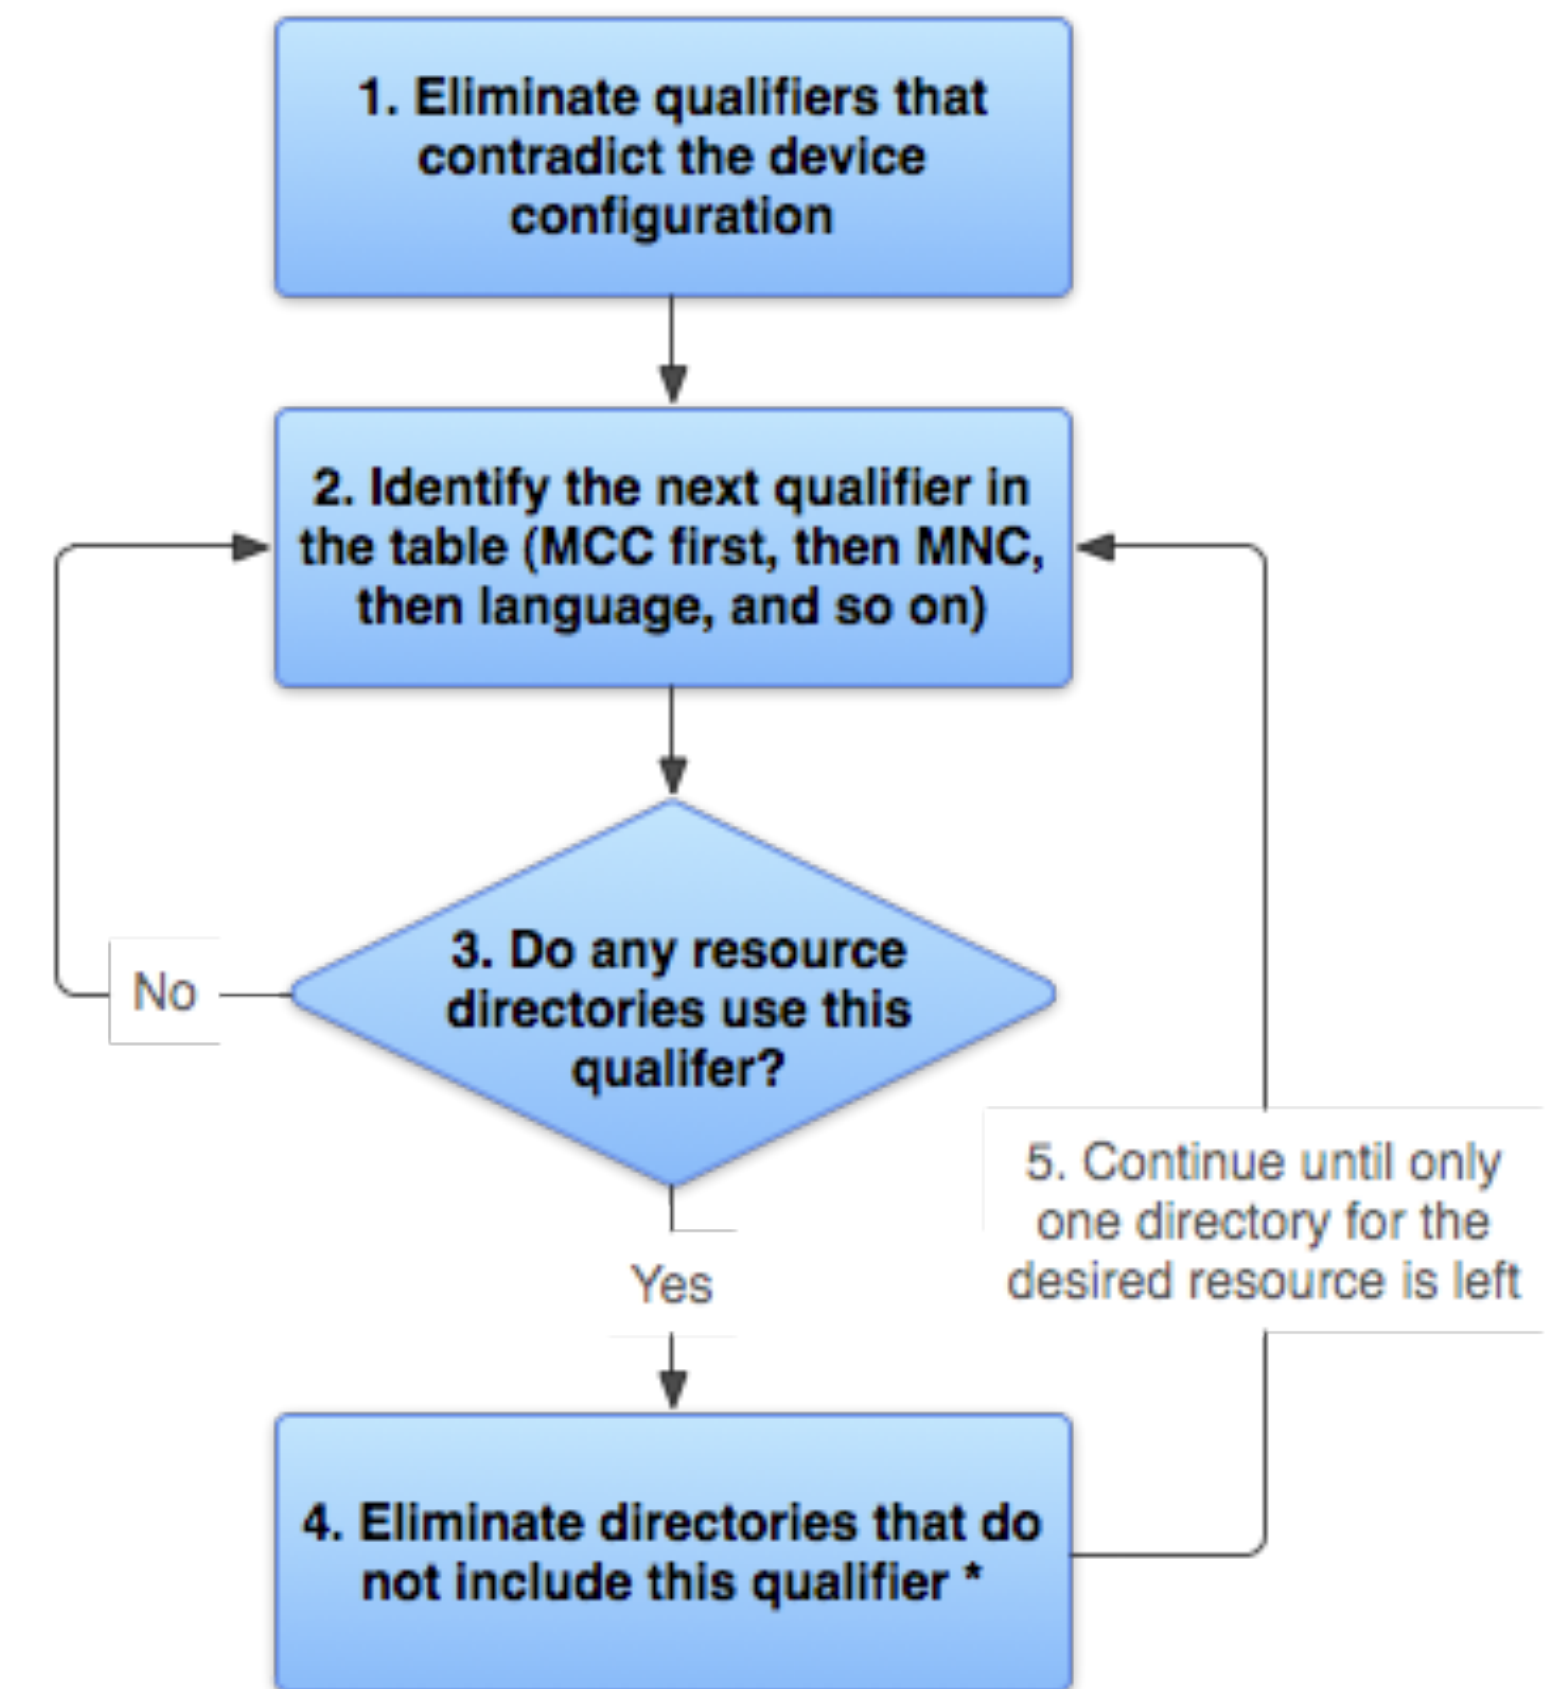 1. Eliminate qualifiers that
contradict the device
configuration
2. Identify the next qualifier in
the table (MCC first, then MNC,
then language, and so on)
3. Do any resource
directories use this
qualifer?
No
Yes
5. Continue until only
one directory for the
desired resource is left
4. Eliminate directories that do
not include this qualifier *